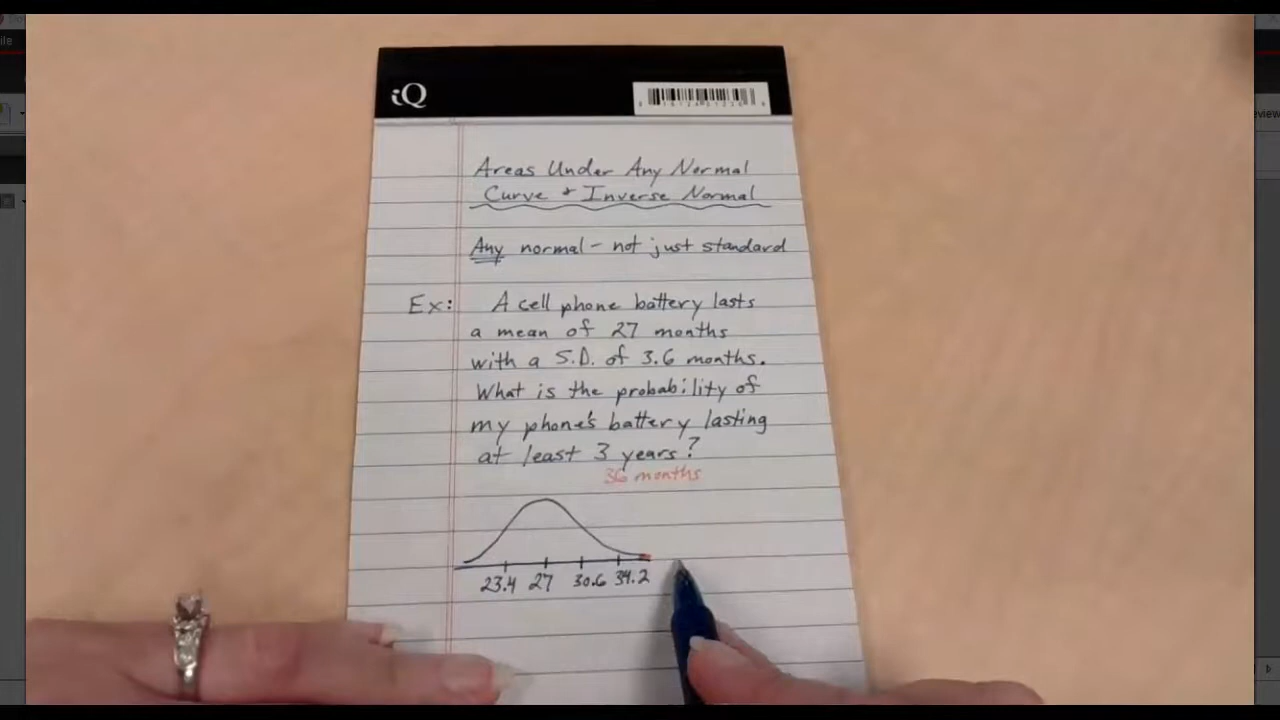 iQ
Areas Under Any Normal
Curve + Inverse Normal
Any normal - not just standard
Ex: A cell phone battery lasts
a mean of 27 months
with a S.D. of 3.6 months.
What is the probability of
my phone's battery lasting
at least 3 years?
36 months
23.4 27 30.6 34.2